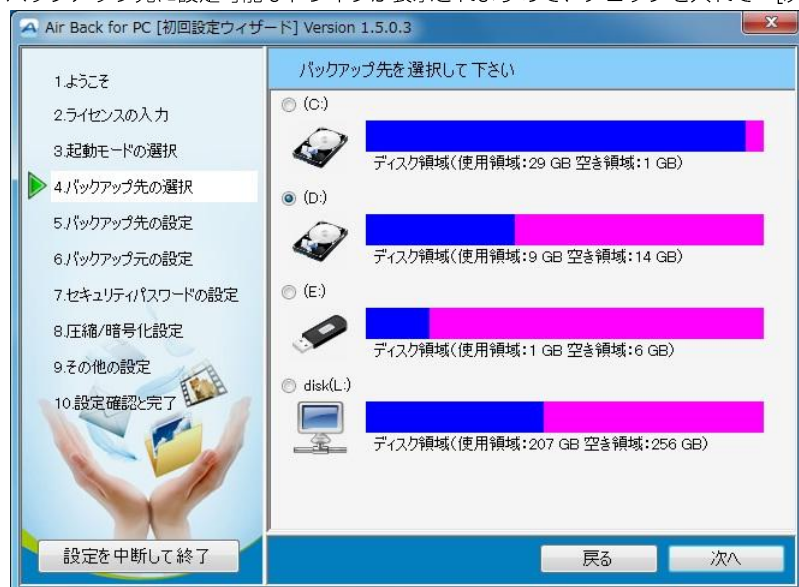 Air Back for PC [初回設定ウィザード] Version 1.5.0.3
1.ようこそ
2.ライセンスの入力
3.起動モードの選択
4.バックアップ先の選択
5.バックアップ先の設定
6.バックアップ元の設定
7.セキュリティパスワードの設定
8.圧縮/暗号化設定
9.その他の設定
10.設定確認と完了
設定を中断して終了
バックアップ先を選択して下さい
(C:)
ディスク領域(使用領域:29 GB 空き領域:1 GB)
(D:)
ディスク領域(使用領域:9 GB 空き領域:14 GB)
(E:)
ディスク領域(使用領域:1 GB 空き領域:6 GB)
disk(L:)
ディスク領域(使用領域:207 GB 空き領域:256 GB)
戻る
次へ